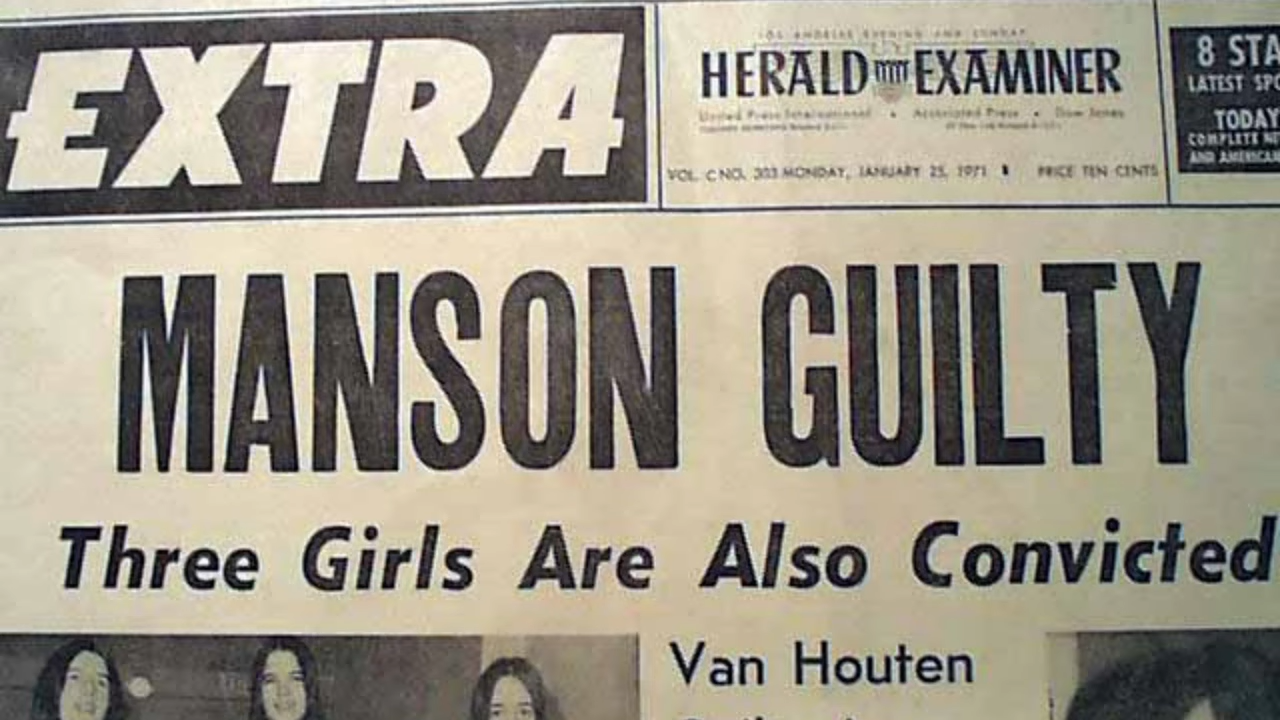 EXTRA
LOS ANGELES EVENING AND SUNDAY
HERALD EXAMINER
United Press International • Associated Press • Dow Jones
VOL. C NO. 303 MONDAY, JANUARY 25, 1971 PRICE TEN CENTS
8 STA
LATEST SPO
TODAY
COMPLETE NE
AND AMERICAN
MANSON GUILTY
Three Girls Are Also Convicted
Van Houten